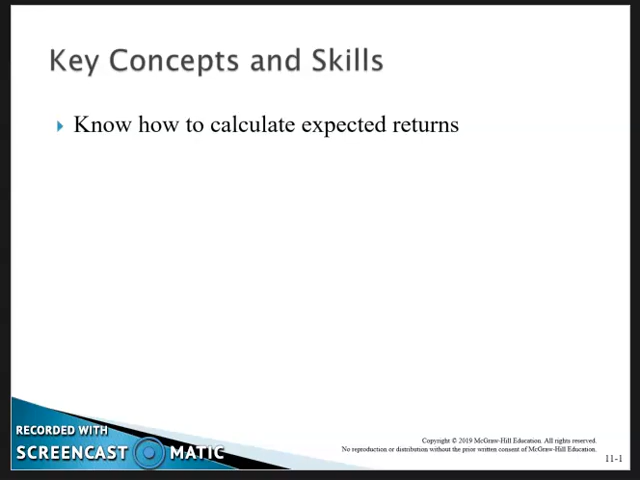 Key Concepts and Skills
Know how to calculate expected returns
RECORDED WITH
SCREENCAST MATIC
Copyright © 2019 McGraw-Hill Education. All rights reserved.
No reproduction or distribution without the prior written consent of McGraw-Hill Education.
11-1